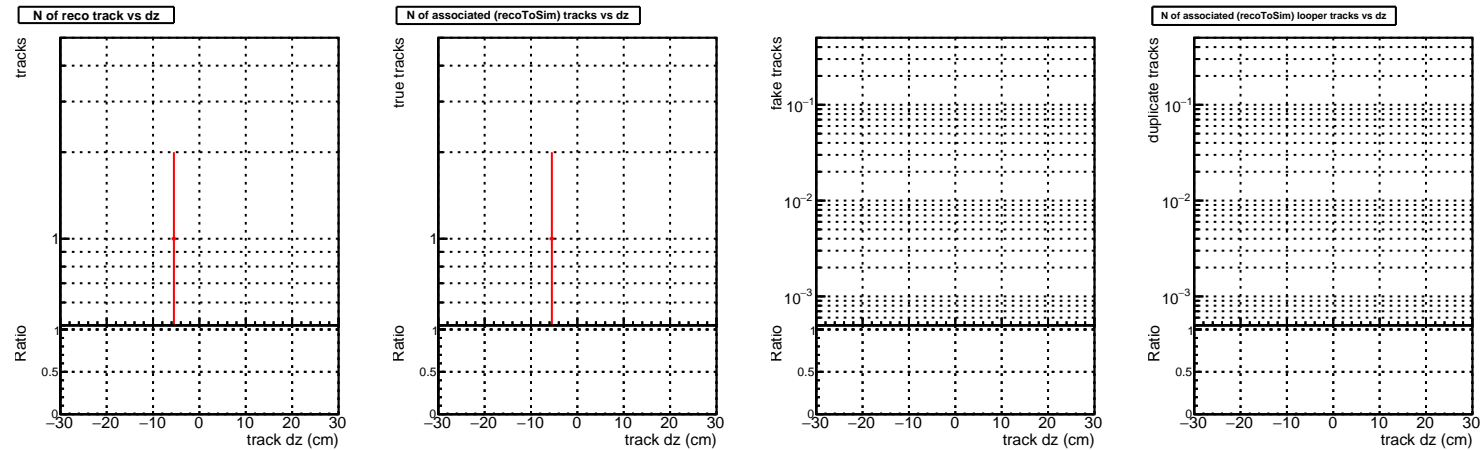 N of reco track vs dz
tracks
1
Ratio
1
0.5
0
−30 −20 −10 0 10 20 30
track dz (cm)
N of associated (recoToSim) tracks vs dz
true tracks
1
Ratio
1
0.5
0
−30 −20 −10 0 10 20 30
track dz (cm)
fake tracks
10−1
10−2
10−3
Ratio
1
0.5
0
−30 −20 −10 0 10 20 30
track dz (cm)
N of associated (recoToSim) looper tracks vs dz
duplicate tracks
10−1
10−2
10−3
Ratio
1
0.5
0
−30 −20 −10 0 10 20 30
track dz (cm)